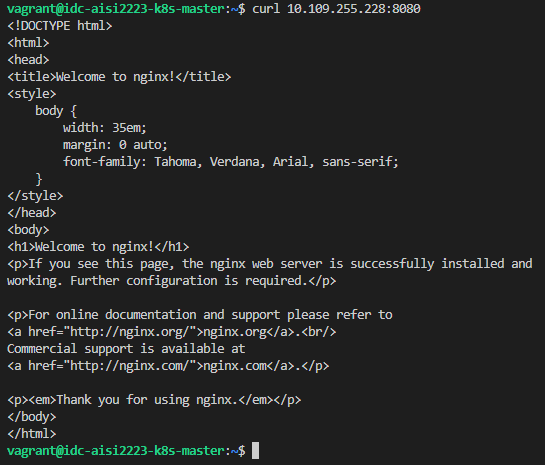 vagrant@idc-aisi2223-k8s-master:~$ curl 10.109.255.228:8080
<!DOCTYPE html>
<html>
<head>
<title>Welcome to nginx!</title>
<style>
    body {
        width: 35em;
        margin: 0 auto;
        font-family: Tahoma, Verdana, Arial, sans-serif;
    }
</style>
</head>
<body>
<h1>Welcome to nginx!</h1>
<p>If you see this page, the nginx web server is successfully installed and
working. Further configuration is required.</p>

<p>For online documentation and support please refer to
<a href="http://nginx.org/">nginx.org</a>.<br/>
Commercial support is available at
<a href="http://nginx.com/">nginx.com</a>.</p>

<p><em>Thank you for using nginx.</em></p>
</body>
</html>
vagrant@idc-aisi2223-k8s-master:~$